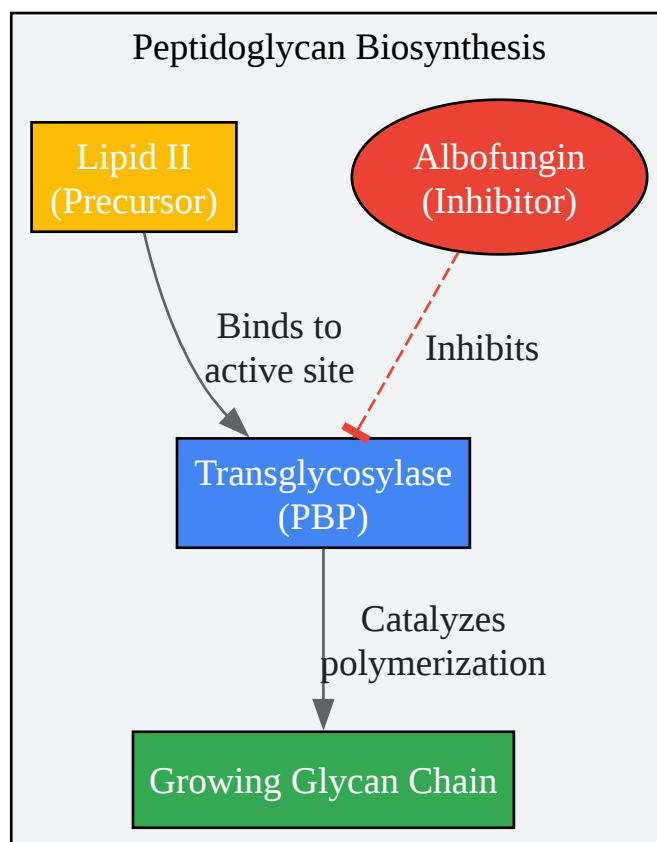 Peptidoglycan Biosynthesis
Lipid II
(Precursor)
Albofungin
(Inhibitor)
Binds to
active site
Inhibits
Transglycosylase
(PBP)
Catalyzes
polymerization
Growing Glycan Chain